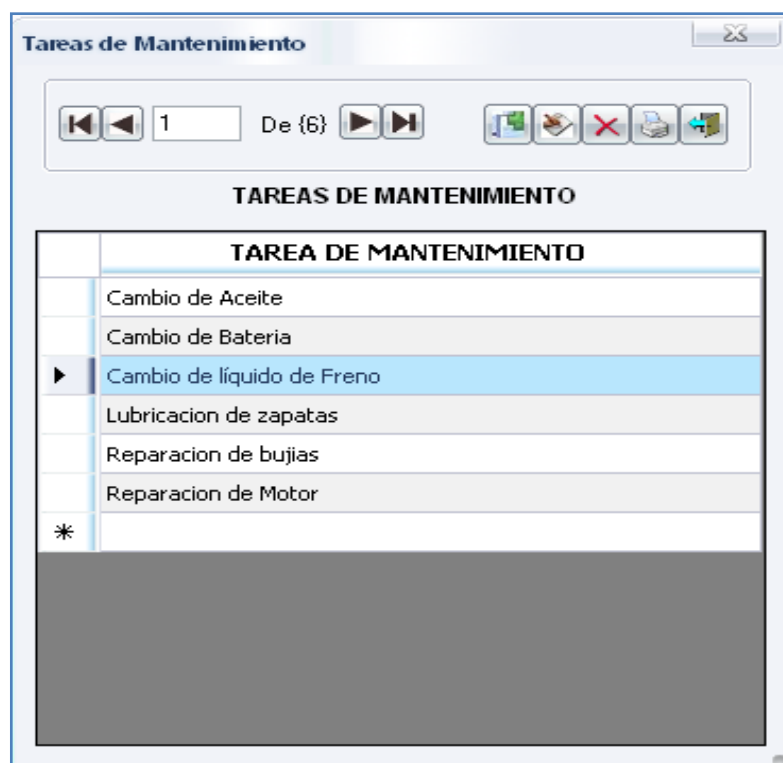 Tareas de Mantenimiento
1 De {6}
TAREAS DE MANTENIMIENTO
TAREA DE MANTENIMIENTO
Cambio de Aceite
Cambio de Bateria
Cambio de líquido de Freno
Lubricacion de zapatas
Reparacion de bujias
Reparacion de Motor